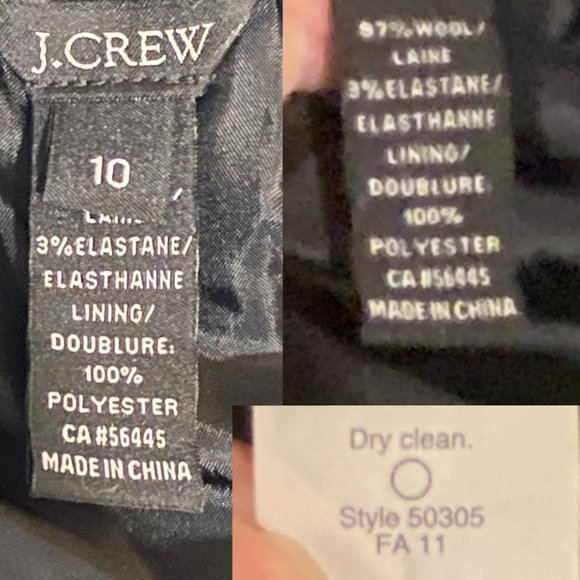 J.CREW
10
3%ELASTANE/
ELASTHANNE
LINING/
DOUBLURE:
100%
POLYESTER
CA#56445
MADE IN CHINA
97%WOOL/
LAINE
3%ELASTANE/
ELASTHANNE
LINING/
DOUBLURE
100%
POLYESTER
CA#56445
MADE IN CHINA
Dry clean.
Style 50305
FA 11